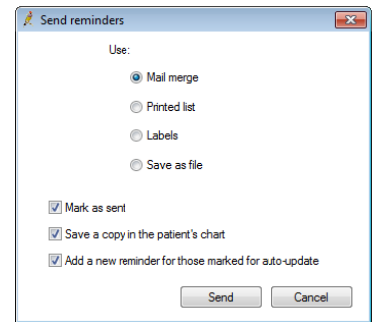 Send reminders
Use:
Mail merge
Printed list
Labels
Save as file
Mark as sent
Save a copy in the patient's chart
Add a new reminder for those marked for auto-update
Send Cancel